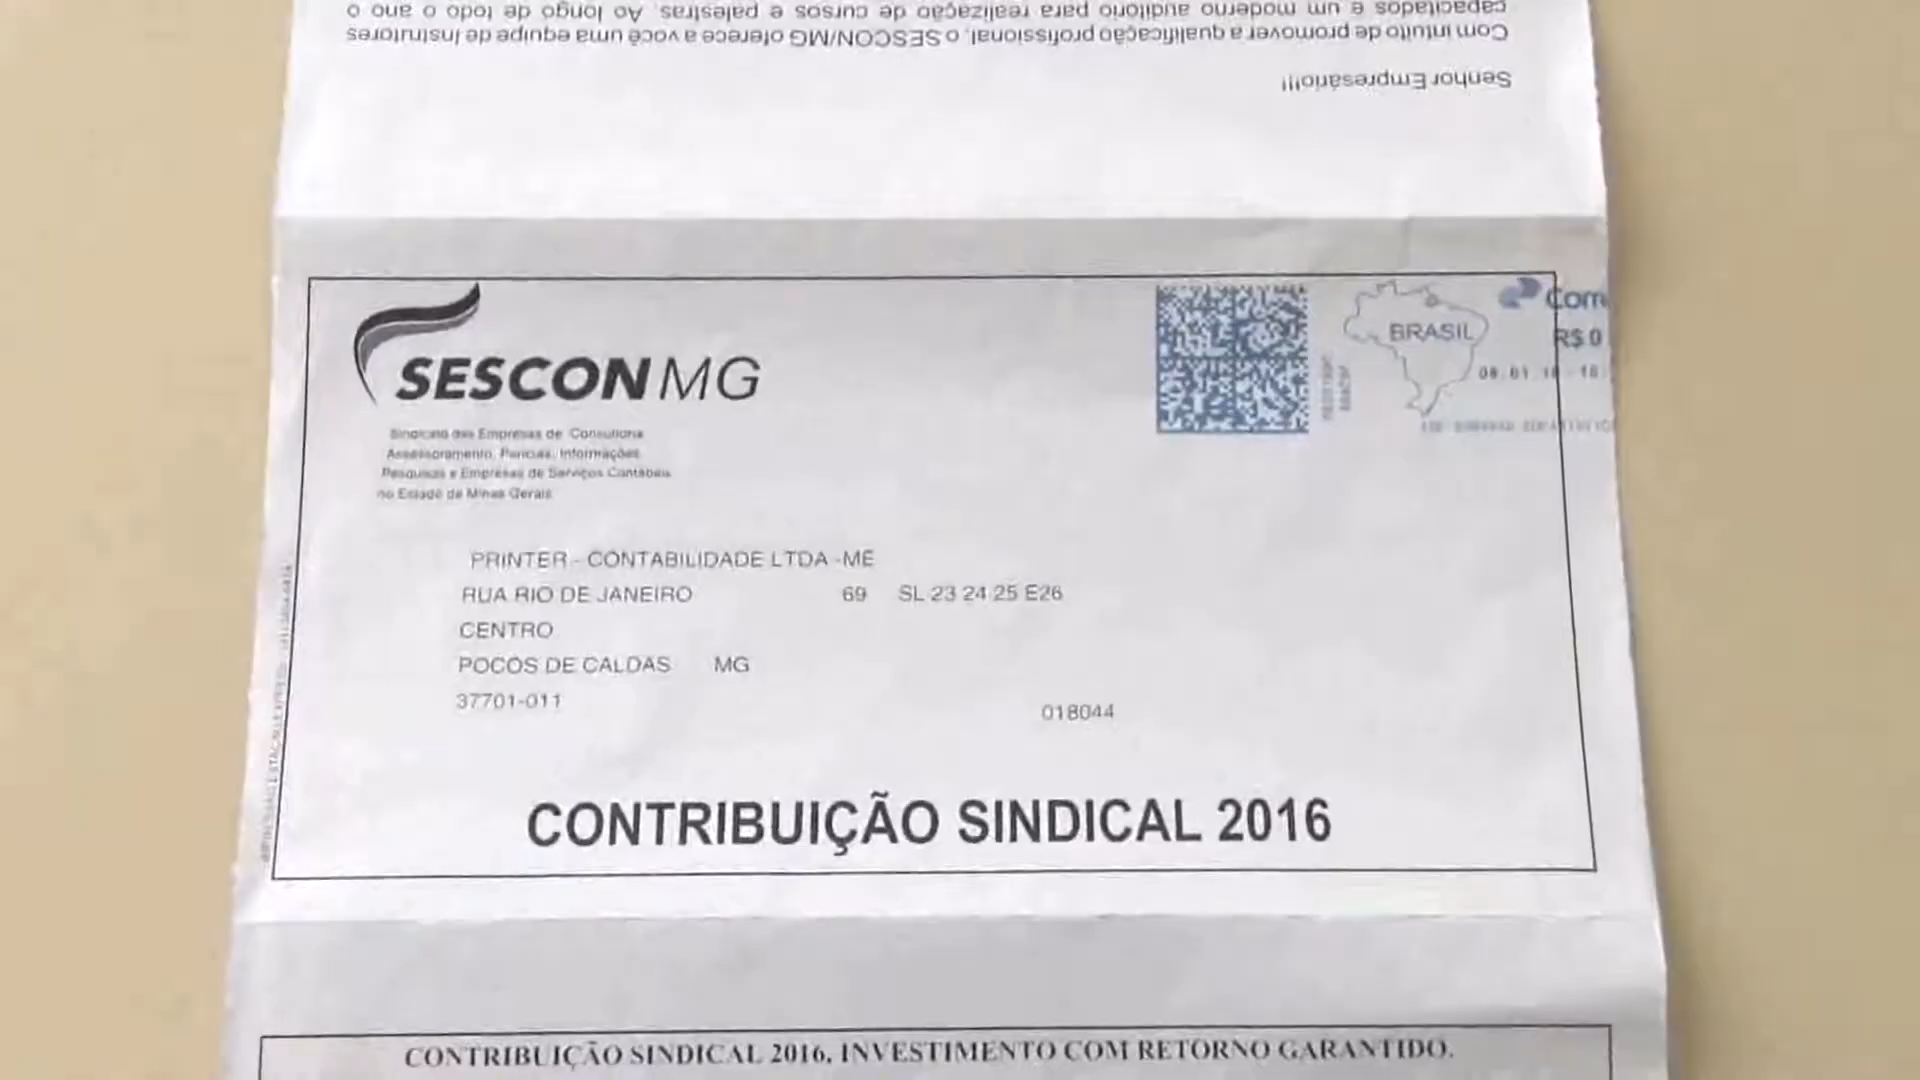 Senhor Empresário!!!
Com intuito de promover a qualificação profissional, o SESCON/MG oferece a você uma equipe de instrutores
capacitados e um moderno auditório para realização de cursos e palestras. Ao longo de todo o ano o
SESCON MG
Sindicato das Empresas de Consultoria
Assessoramento, Perícias, Informações
Pesquisas e Empresas de Serviços Contábeis
no Estado de Minas Gerais
BRASIL
Corr
R$ 0
PRINTER - CONTABILIDADE LTDA -ME
RUA RIO DE JANEIRO 69 SL 23 24 25 E26
CENTRO
POCOS DE CALDAS MG
37701-011
018044
CONTRIBUIÇÃO SINDICAL 2016
CONTRIBUIÇÃO SINDICAL 2016, INVESTIMENTO COM RETORNO GARANTIDO.